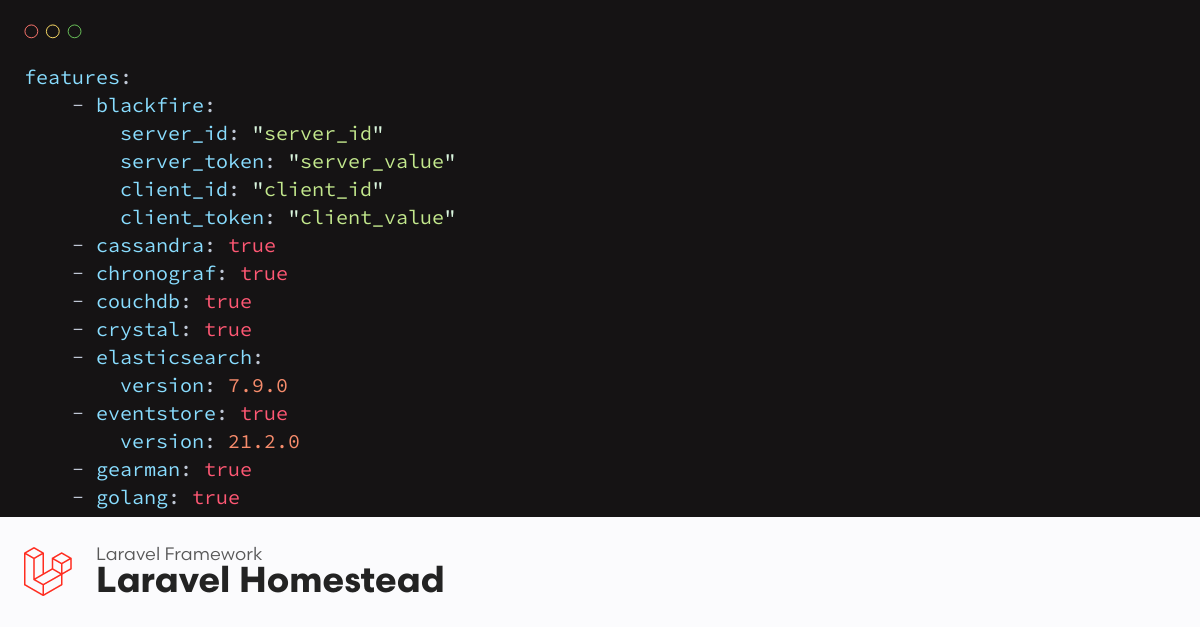 features:
    - blackfire:
        server_id: "server_id"
        server_token: "server_value"
        client_id: "client_id"
        client_token: "client_value"
    - cassandra: true
    - chronograf: true
    - couchdb: true
    - crystal: true
    - elasticsearch:
        version: 7.9.0
    - eventstore: true
        version: 21.2.0
    - gearman: true
    - golang: true
Laravel Framework
Laravel Homestead